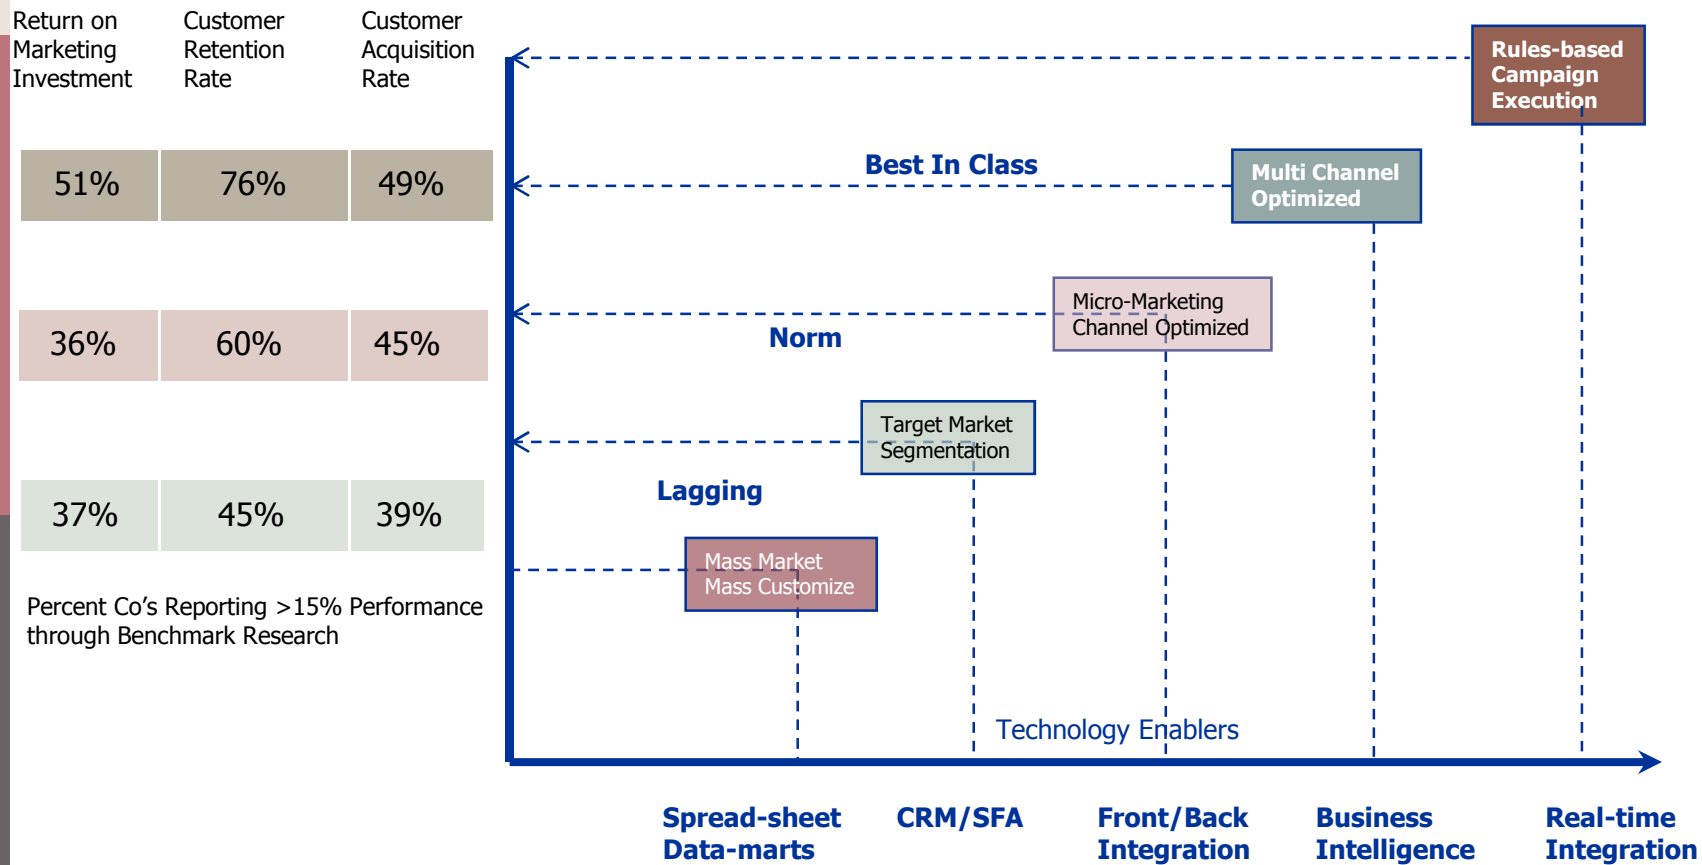 Return on
Marketing
Investment
Customer
Retention
Rate
Customer
Acquisition
Rate
51% 76% 49%
36% 60% 45%
37% 45% 39%
Percent Co’s Reporting >15% Performance
through Benchmark Research
Rules-based
Campaign
Execution
Best In Class
Multi Channel
Optimized
Micro-Marketing
Channel Optimized
Norm
Target Market
Segmentation
Lagging
Mass Market
Mass Customize
Technology Enablers
Spread-sheet
Data-marts
CRM/SFA
Front/Back
Integration
Business
Intelligence
Real-time
Integration